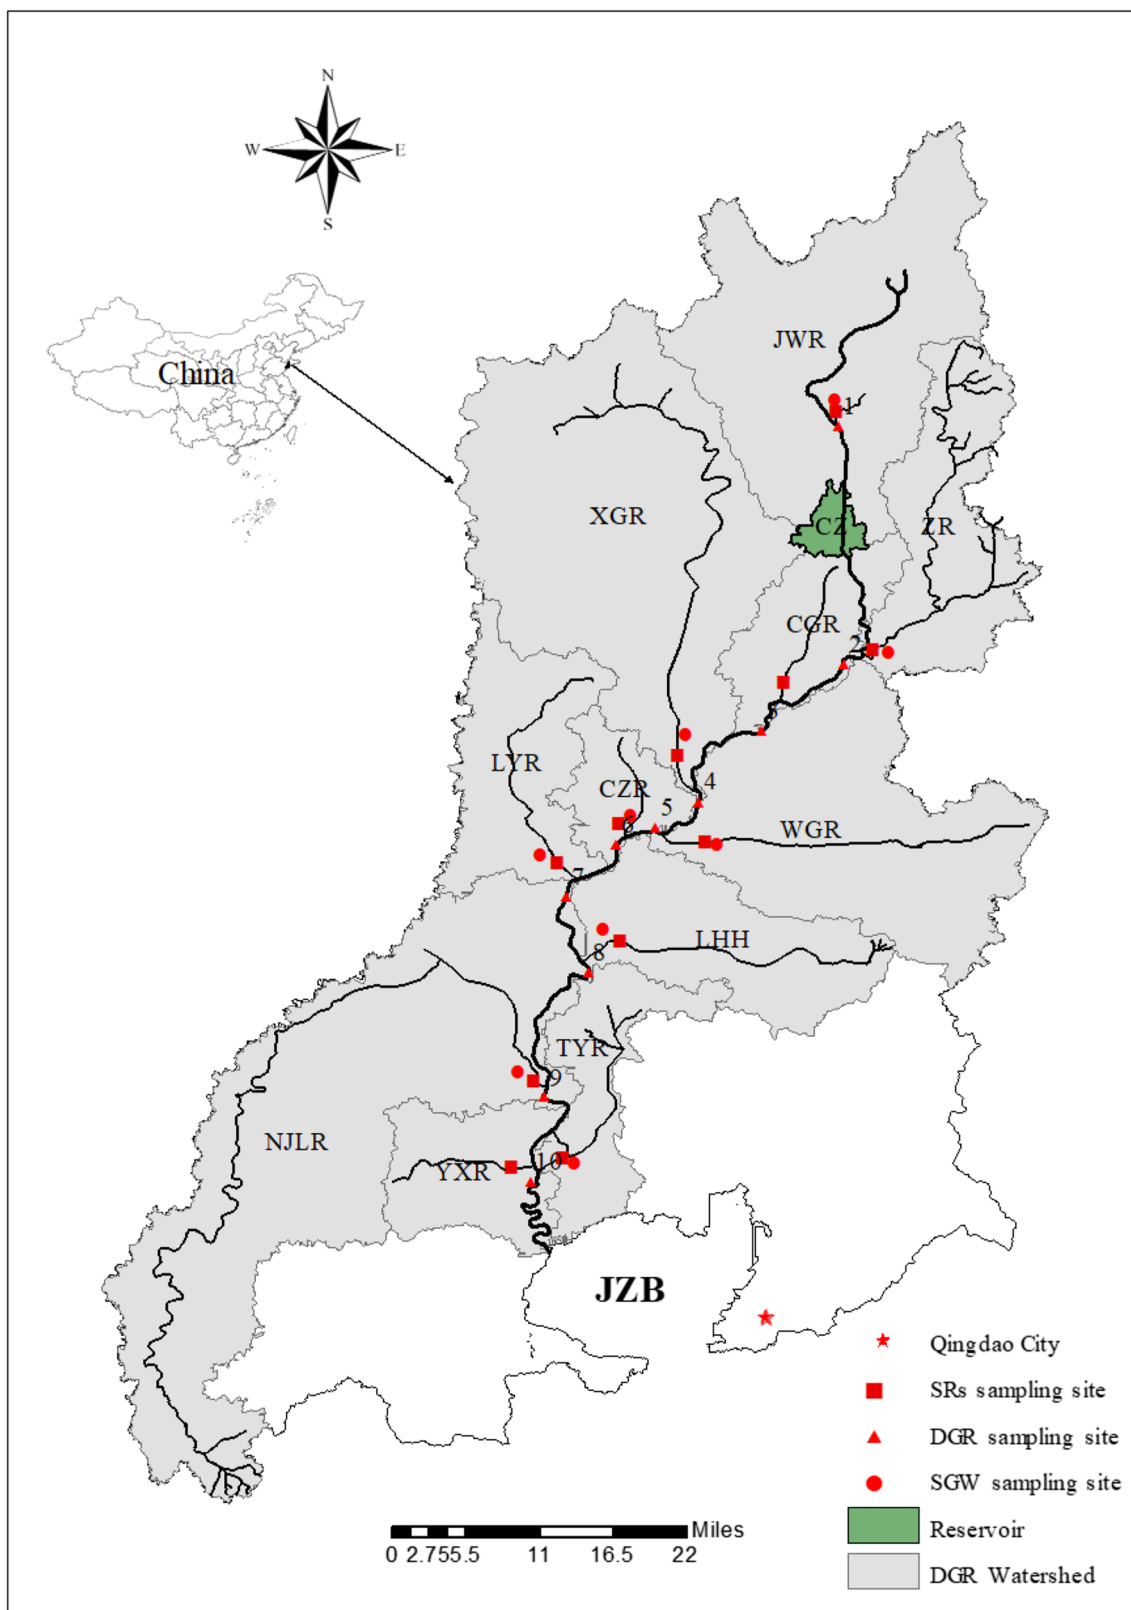 N
W E
S
China
JWR
1
XGR
CZ
ZR
CGR
2
3
LYR
CZR
4
5
6
WGR
7
LHH
8
TYR
9
NJLR
YXR
10
JZB
Qingdao City
SRs sampling site
DGR sampling site
SGW sampling site
Reservoir
DGR Watershed
Miles
0 2.75 5.5 11 16.5 22